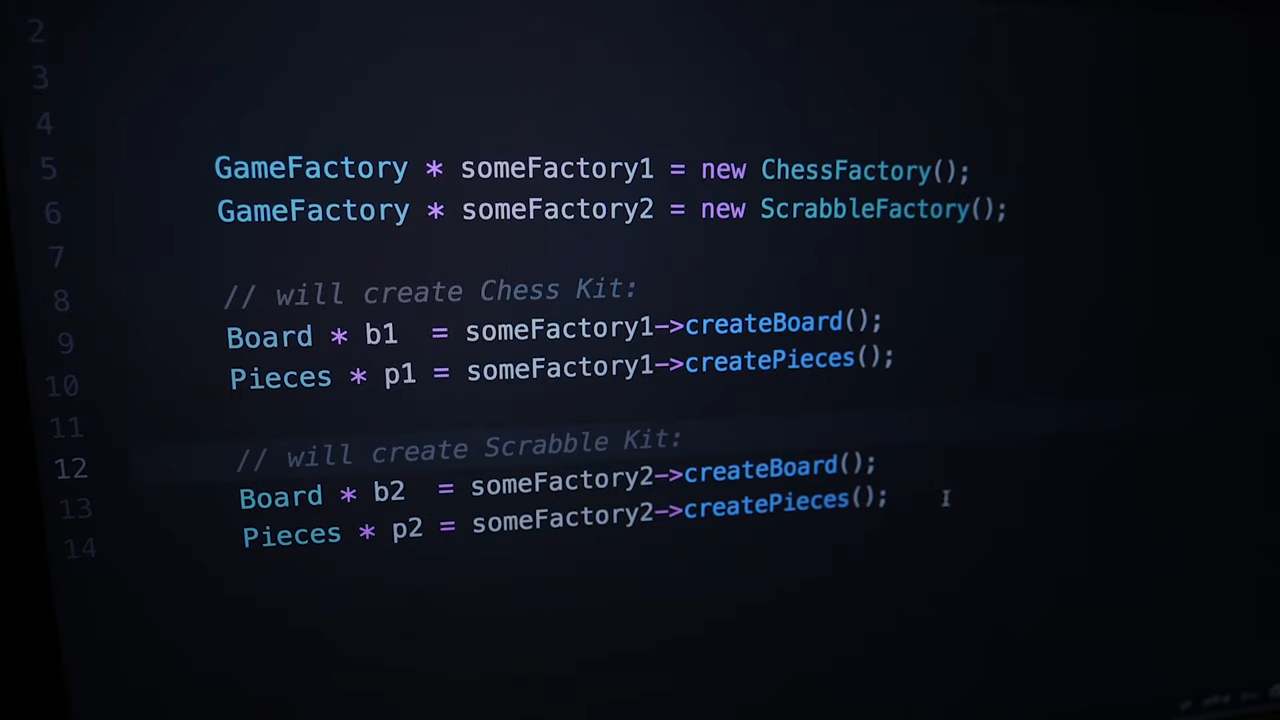 2
3
4
5 GameFactory * someFactory1 = new ChessFactory();
6 GameFactory * someFactory2 = new ScrabbleFactory();
7
8 // will create Chess Kit:
9 Board * b1  = someFactory1->createBoard();
10 Pieces * p1 = someFactory1->createPieces();
11
12 // will create Scrabble Kit:
13 Board * b2  = someFactory2->createBoard();
14 Pieces * p2 = someFactory2->createPieces();